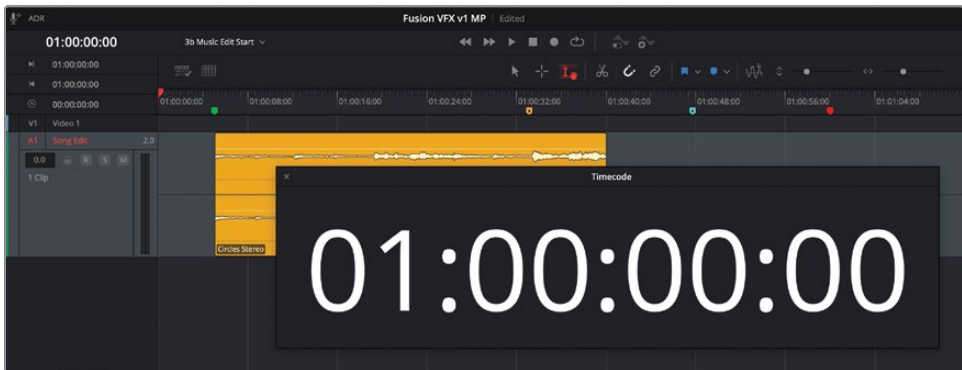 ADR
Fusion VFX v1 MP | Edited
01:00:00:00
3b Music Edit Start
01:00:00:00
01:00:00:00
00:00:00:00
01:00:00:00 01:00:08:00 01:00:16:00 01:00:24:00 01:00:32:00 01:00:40:00 01:00:48:00 01:00:56:00 01:01:04:00
V1 Video 1
A1 Song Edit 2.0
0.0 R S M
1 Clip
Circles Stereo
× Timecode
01:00:00:00